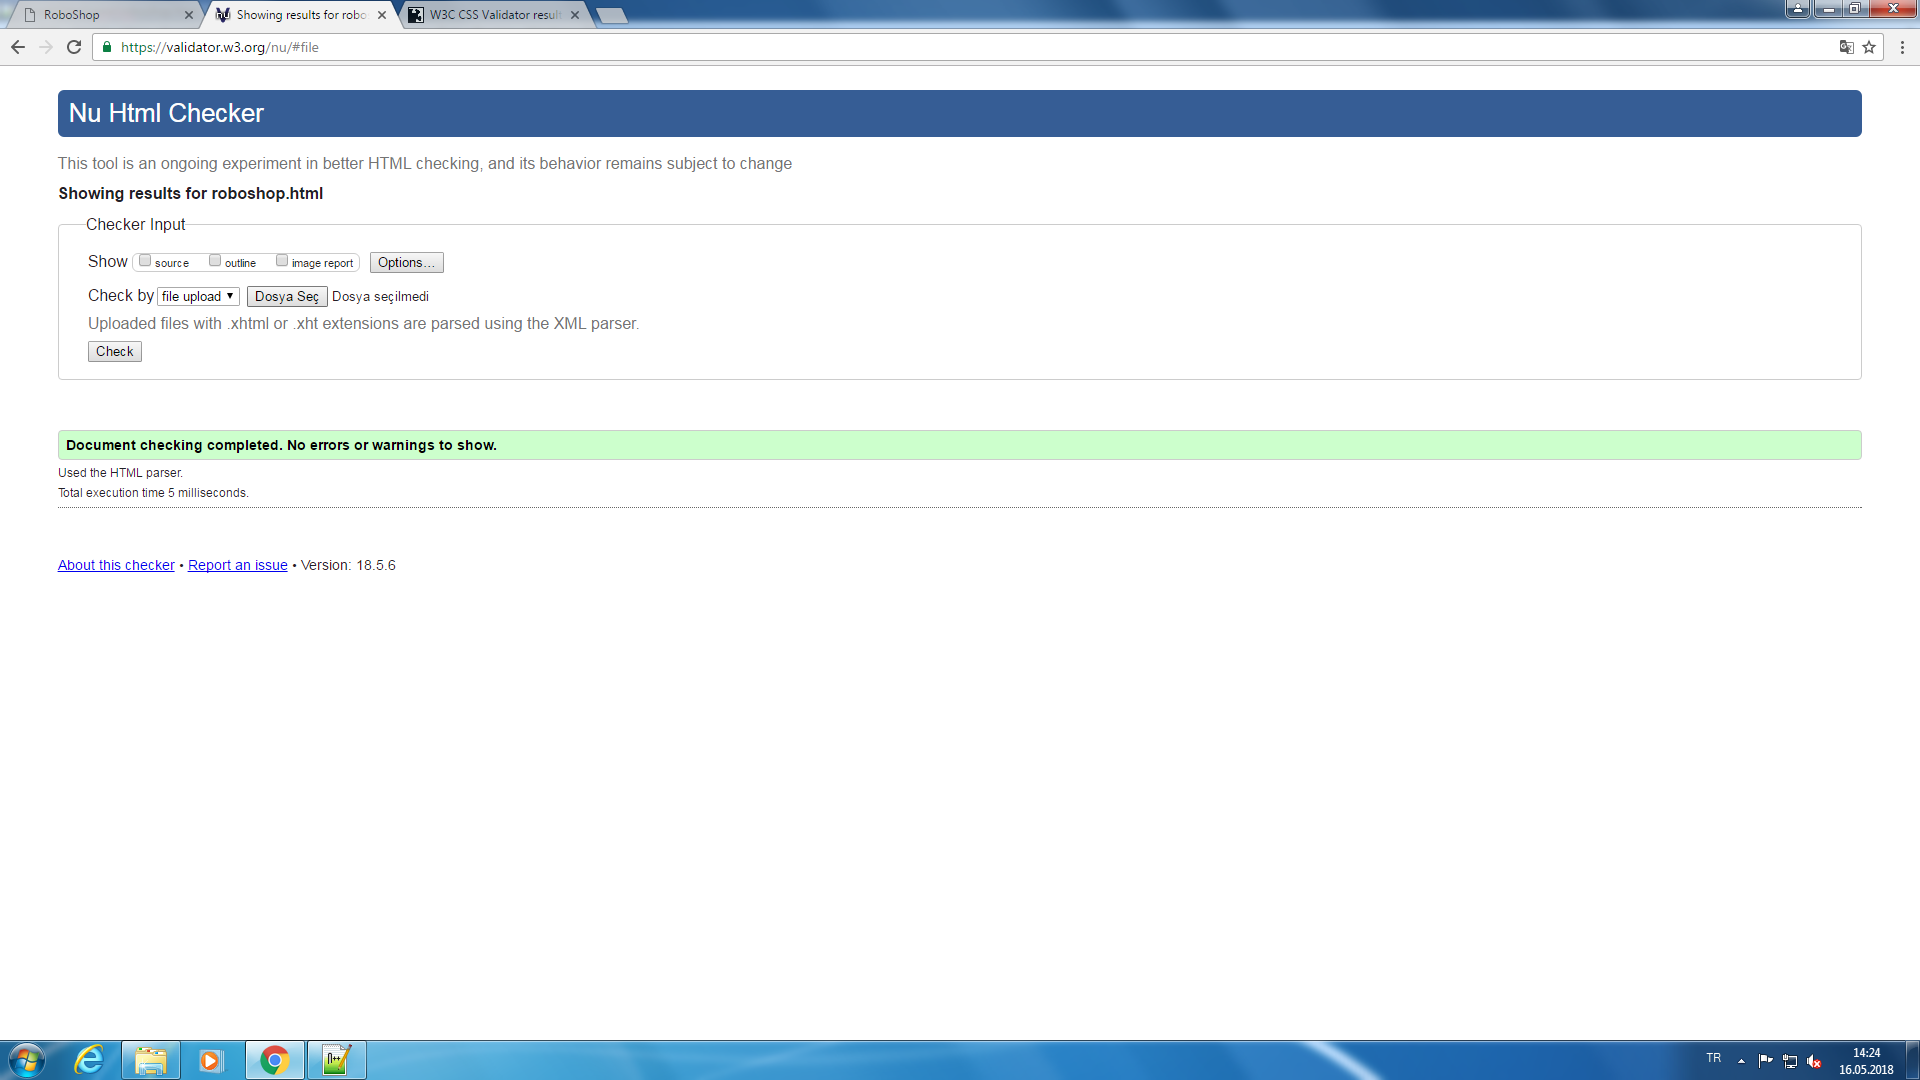 RoboShop
Showing results for robo
W3C CSS Validator result
https://validator.w3.org/nu/#file
Nu Html Checker
This tool is an ongoing experiment in better HTML checking, and its behavior remains subject to change
Showing results for roboshop.html
Checker Input
Show source outline image report Options...
Check by file upload Dosya Seç Dosya seçilmedi
Uploaded files with .xhtml or .xht extensions are parsed using the XML parser.
Check
Document checking completed. No errors or warnings to show.
Used the HTML parser.
Total execution time 5 milliseconds.
About this checker • Report an issue • Version: 18.5.6
TR
14:24
16.05.2018